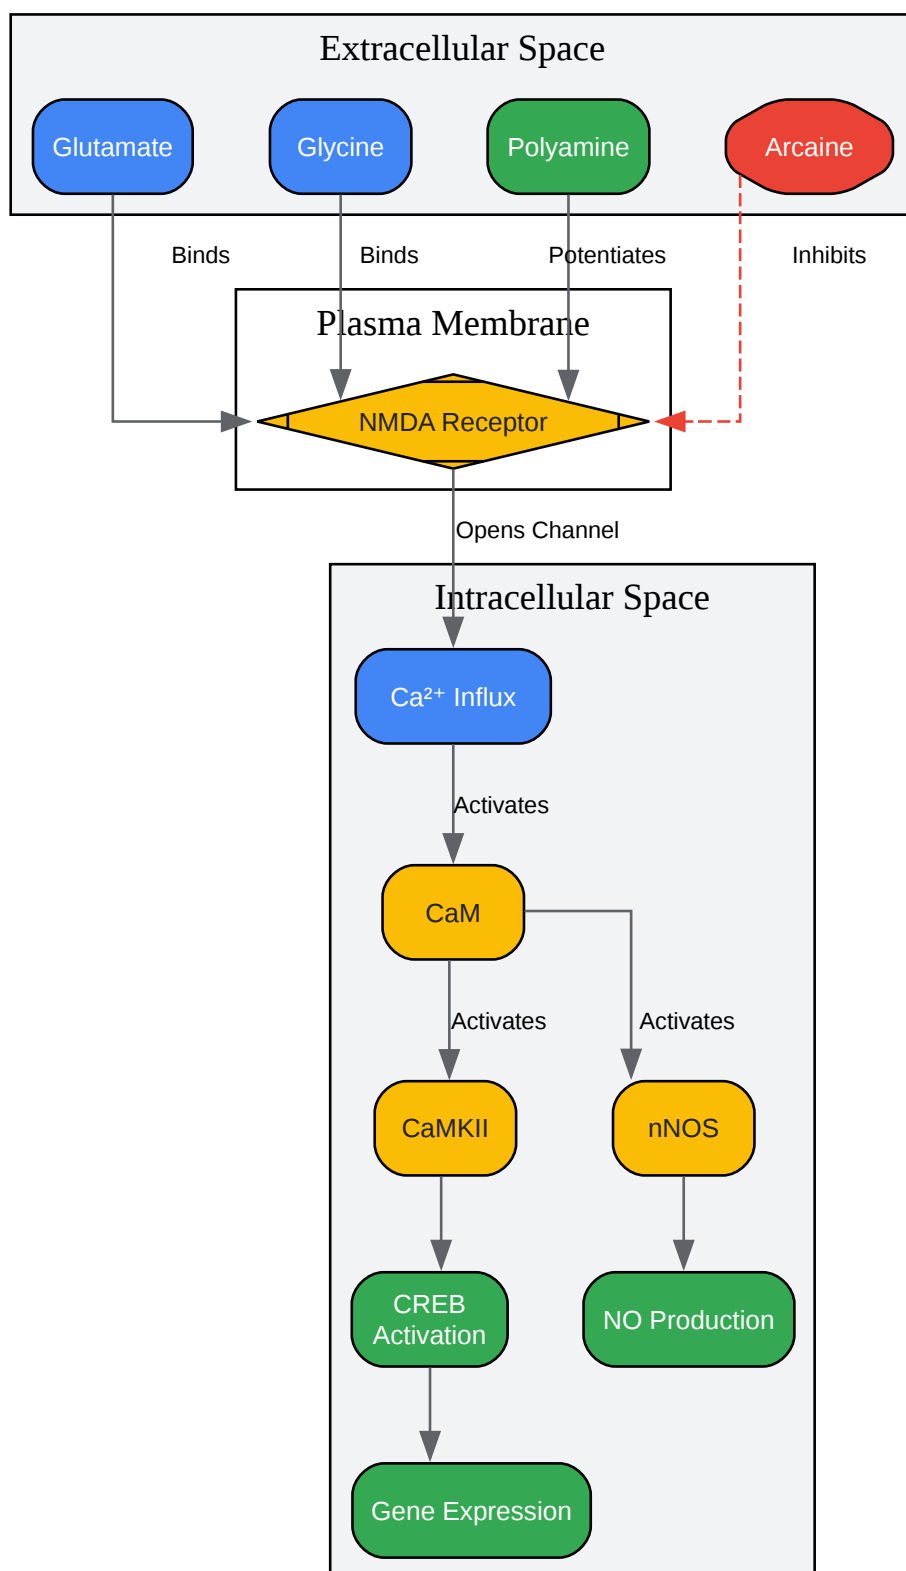 Extracellular Space
Glutamate
Glycine
Polyamine
Arcaine
Binds
Binds
Potentiates
Inhibits
Plasma Membrane
NMDA Receptor
Opens Channel
Intracellular Space
Ca²⁺ Influx
Activates
CaM
Activates
Activates
CaMKII
nNOS
CREB
Activation
NO Production
Gene Expression